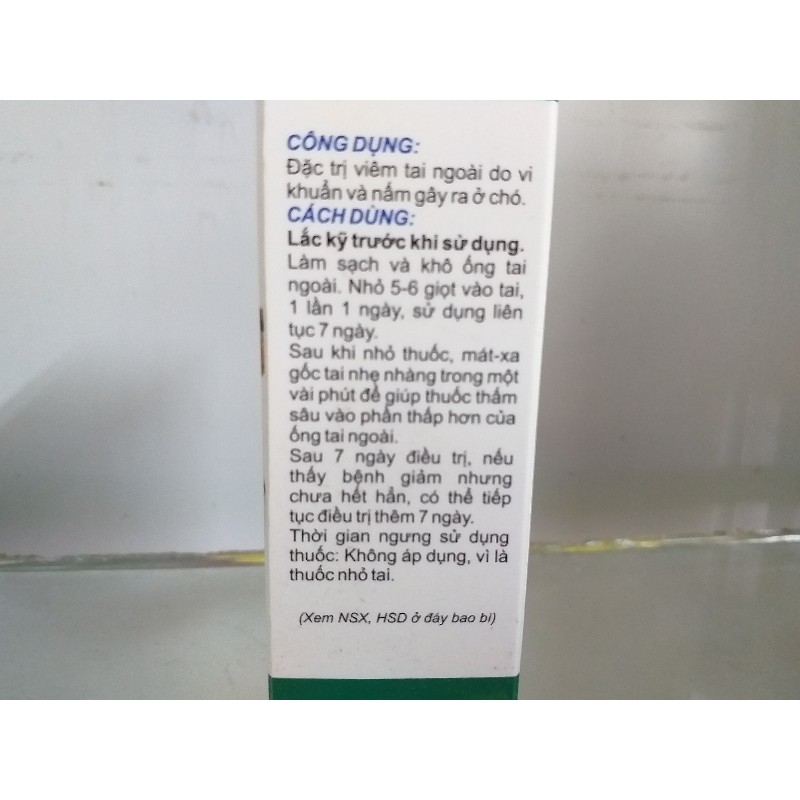 CÔNG DỤNG:
Đặc trị viêm tai ngoài do vi
khuẩn và nấm gây ra ở chó.
CÁCH DÙNG:
Lắc kỹ trước khi sử dụng.
Làm sạch và khô ống tai
ngoài. Nhỏ 5-6 giọt vào tai,
1 lần 1 ngày, sử dụng liên
tục 7 ngày.
Sau khi nhỏ thuốc, mát-xa
gốc tai nhẹ nhàng trong một
vài phút để giúp thuốc thấm
sâu vào phần thấp hơn của
ống tai ngoài.
Sau 7 ngày điều trị, nếu
thấy bệnh giảm nhưng
chưa hết hẳn, có thể tiếp
tục điều trị thêm 7 ngày.
Thời gian ngưng sử dụng
thuốc: Không áp dụng, vì là
thuốc nhỏ tai.
(Xem NSX, HSD ở đáy bao bì)